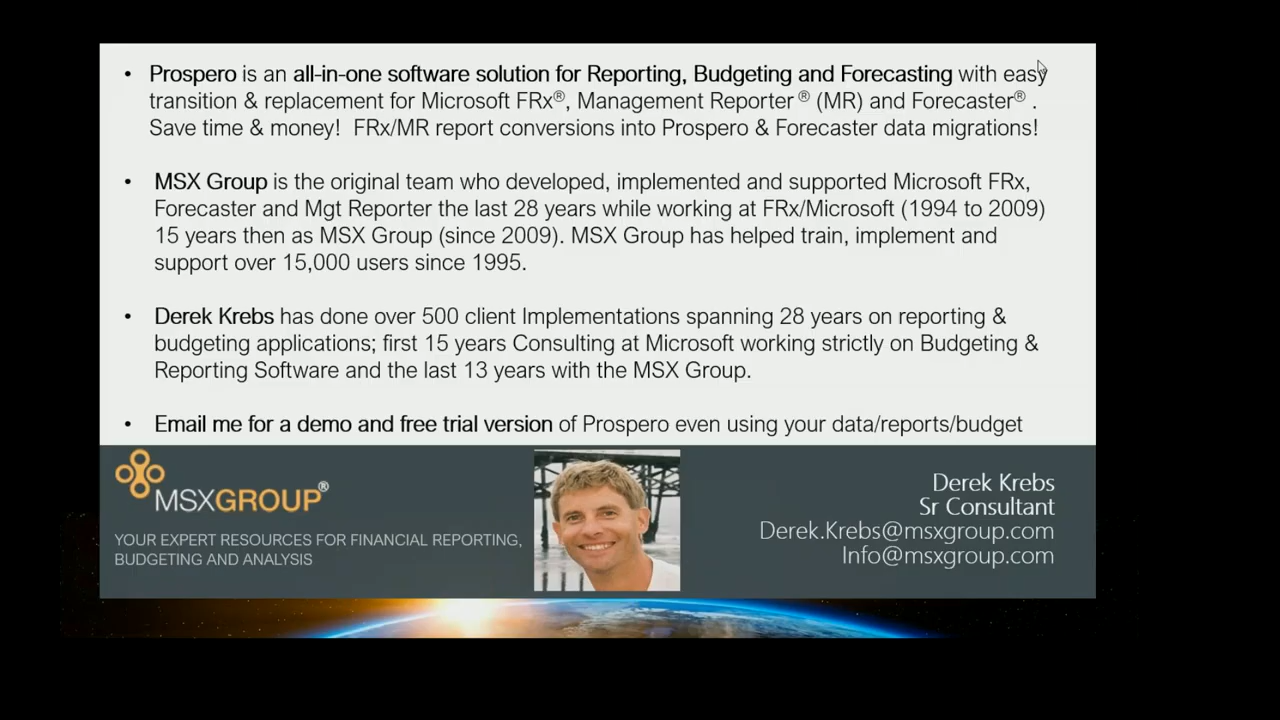 • Prospero is an all-in-one software solution for Reporting, Budgeting and Forecasting with easy
transition & replacement for Microsoft FRx®, Management Reporter ® (MR) and Forecaster® .
Save time & money!  FRx/MR report conversions into Prospero & Forecaster data migrations!
• MSX Group is the original team who developed, implemented and supported Microsoft FRx,
Forecaster and Mgt Reporter the last 28 years while working at FRx/Microsoft (1994 to 2009)
15 years then as MSX Group (since 2009). MSX Group has helped train, implement and
support over 15,000 users since 1995.
• Derek Krebs has done over 500 client Implementations spanning 28 years on reporting &
budgeting applications; first 15 years Consulting at Microsoft working strictly on Budgeting &
Reporting Software and the last 13 years with the MSX Group.
• Email me for a demo and free trial version of Prospero even using your data/reports/budget
MSXGROUP®
YOUR EXPERT RESOURCES FOR FINANCIAL REPORTING,
BUDGETING AND ANALYSIS
Derek Krebs
Sr Consultant
Derek.Krebs@msxgroup.com
Info@msxgroup.com